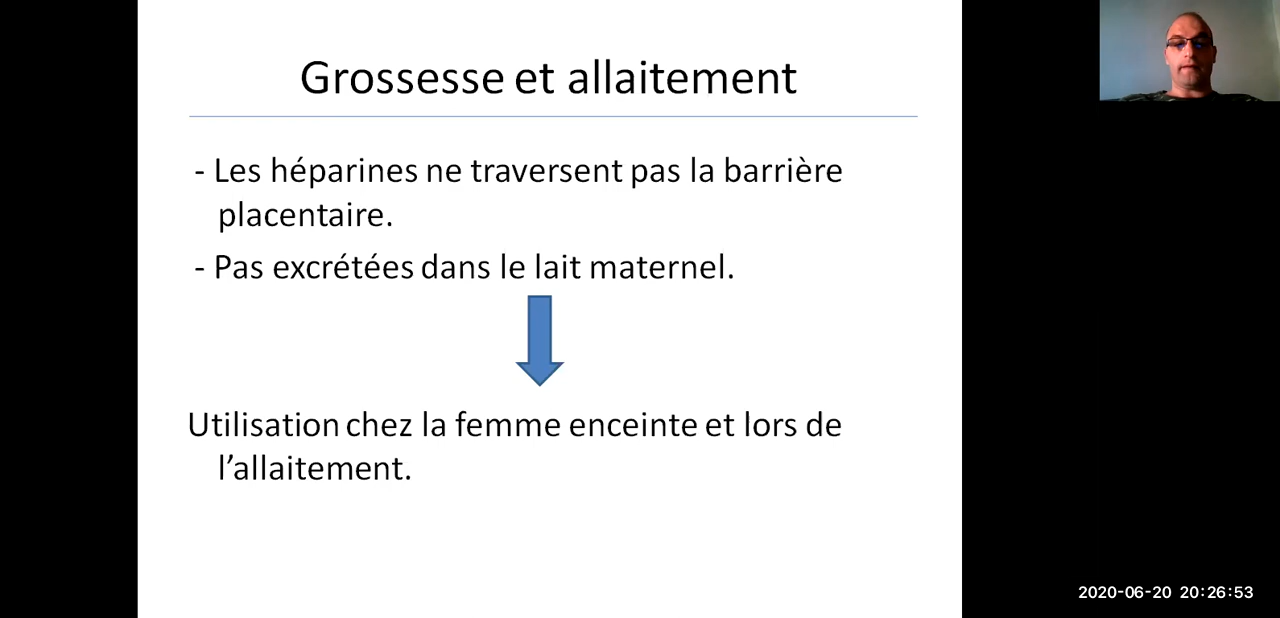 Grossesse et allaitement
- Les héparines ne traversent pas la barrière
placentaire.
- Pas excrétées dans le lait maternel.
Utilisation chez la femme enceinte et lors de
l’allaitement.
2020-06-20 20:26:53